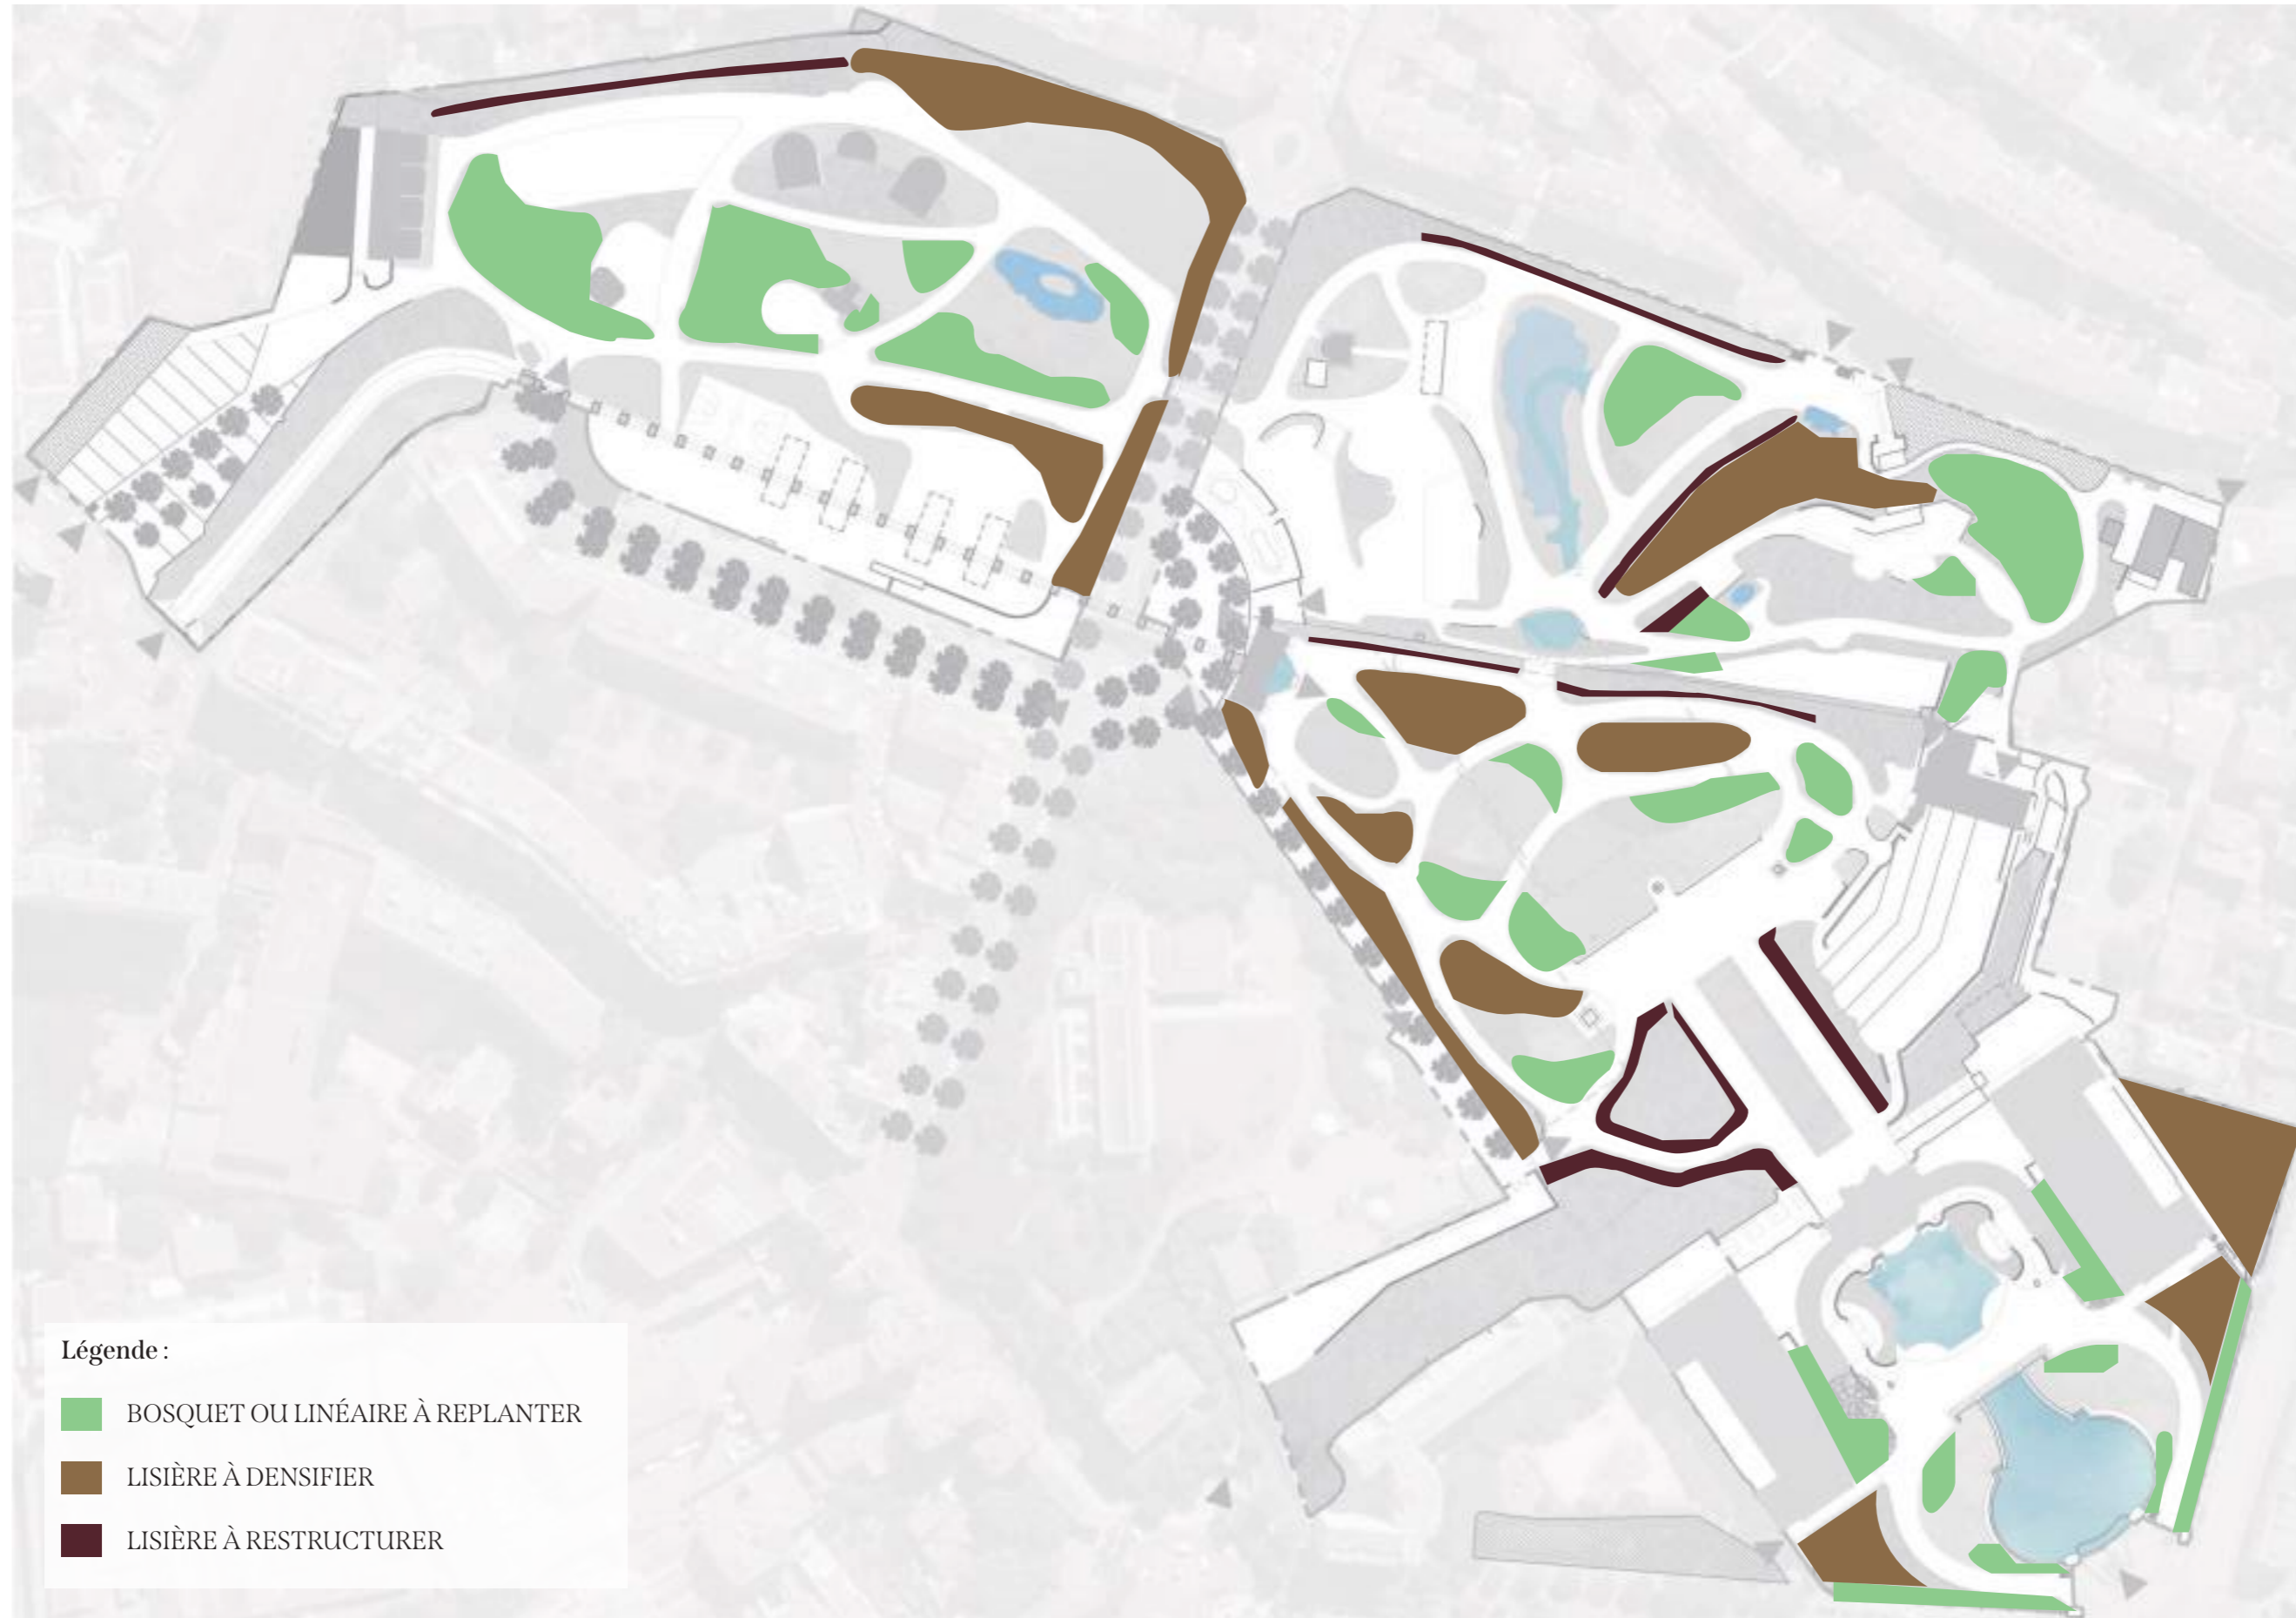 Légende :
BOSQUET OU LINÉAIRE À REPLANTER
LISIÈRE À DENSIFIER
LISIÈRE À RESTRUCTURER